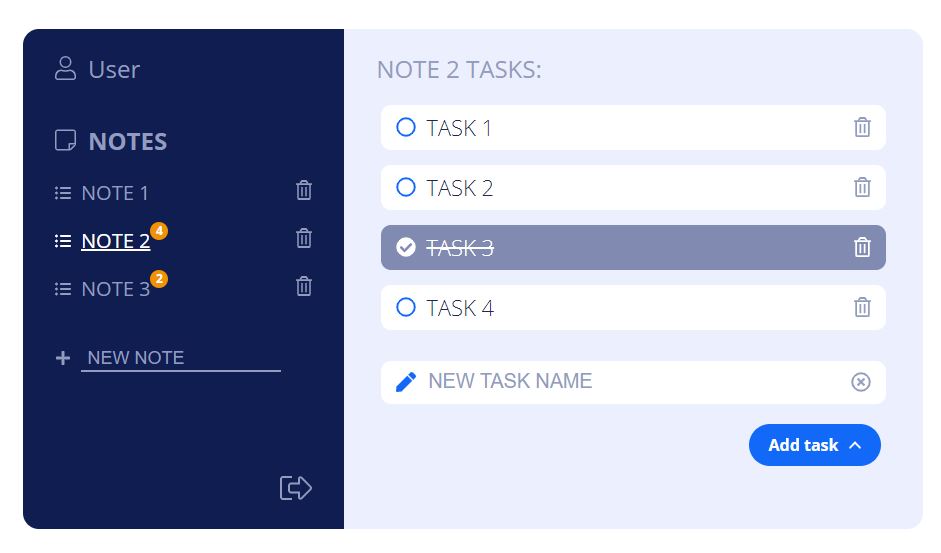 User
NOTES
NOTE 1
NOTE 2 4
NOTE 3 2
NEW NOTE
NOTE 2 TASKS:
TASK 1
TASK 2
TASK 3
TASK 4
NEW TASK NAME
Add task